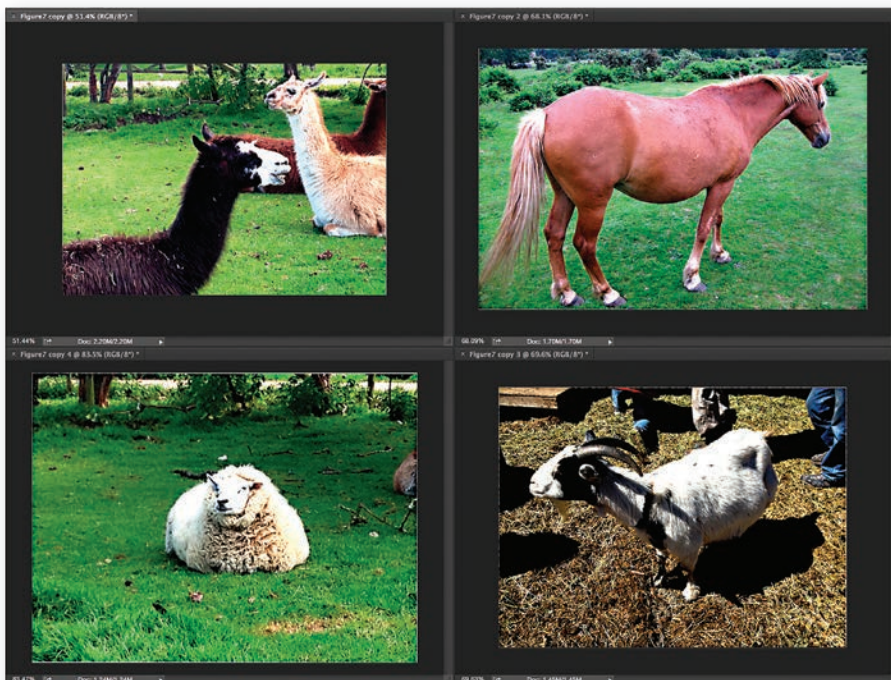 × Figure7 copy @ 51.4% (RGB/8*) *
× Figure7 copy 2 @ 68.1% (RGB/8*) *
51.44% Doc: 2.20M/2.20M
68.09% Doc: 1.70M/1.70M
× Figure7 copy 4 @ 83.5% (RGB/8*) *
× Figure7 copy 3 @ 69.6% (RGB/8*) *